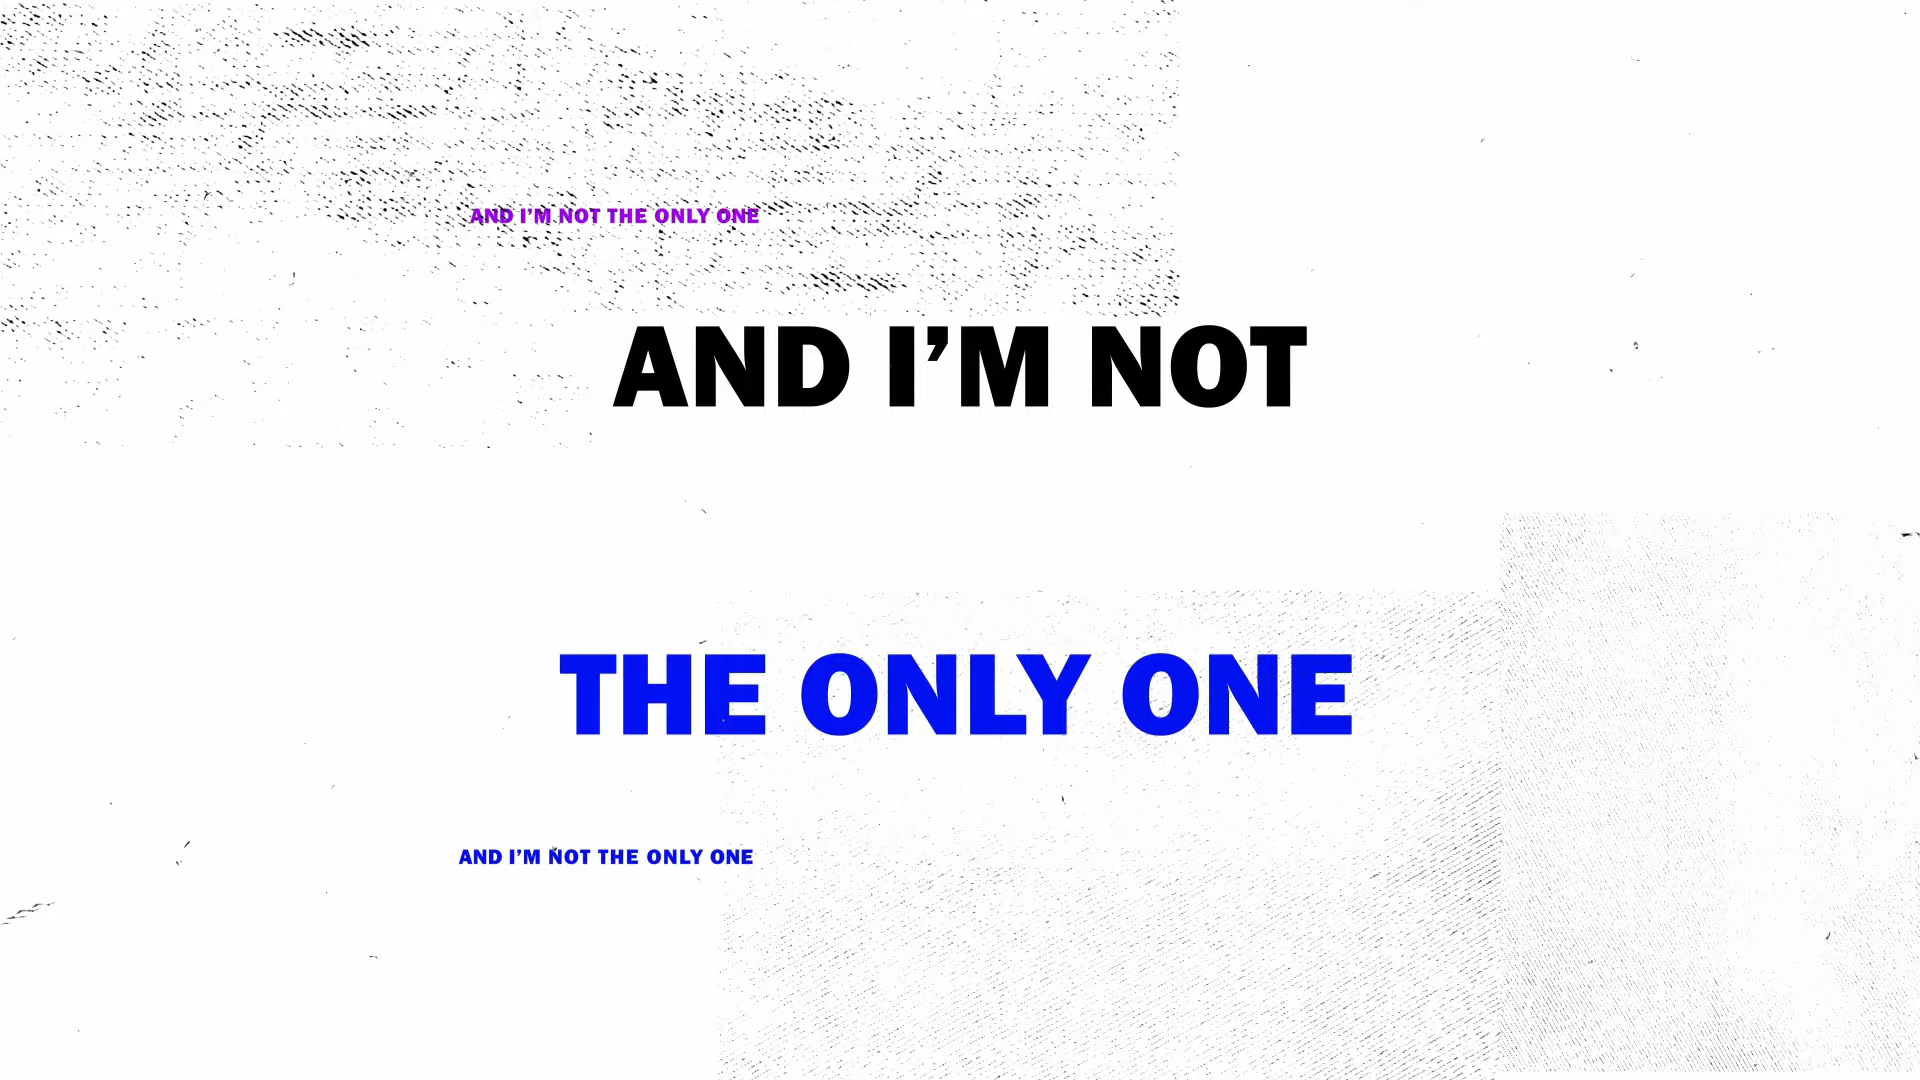 AND I’M NOT THE ONLY ONE
AND I’M NOT
THE ONLY ONE
AND I’M NOT THE ONLY ONE